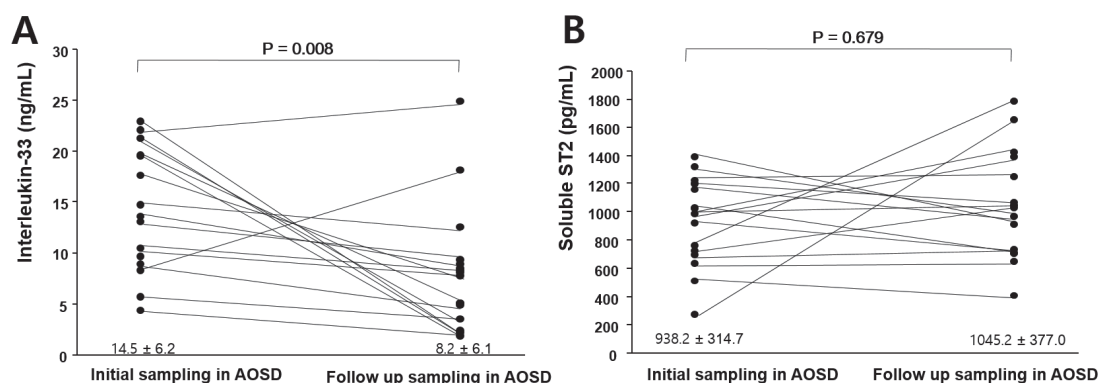 A
P = 0.008
Interleukin-33 (ng/mL)
30
25
20
15
10
5
0
14.5 ± 6.2
8.2 ± 6.1
Initial sampling in AOSD
Follow up sampling in AOSD
B
P = 0.679
Soluble ST2 (pg/mL)
2000
1800
1600
1400
1200
1000
800
600
400
200
0
938.2 ± 314.7
1045.2 ± 377.0
Initial sampling in AOSD
Follow up sampling in AOSD